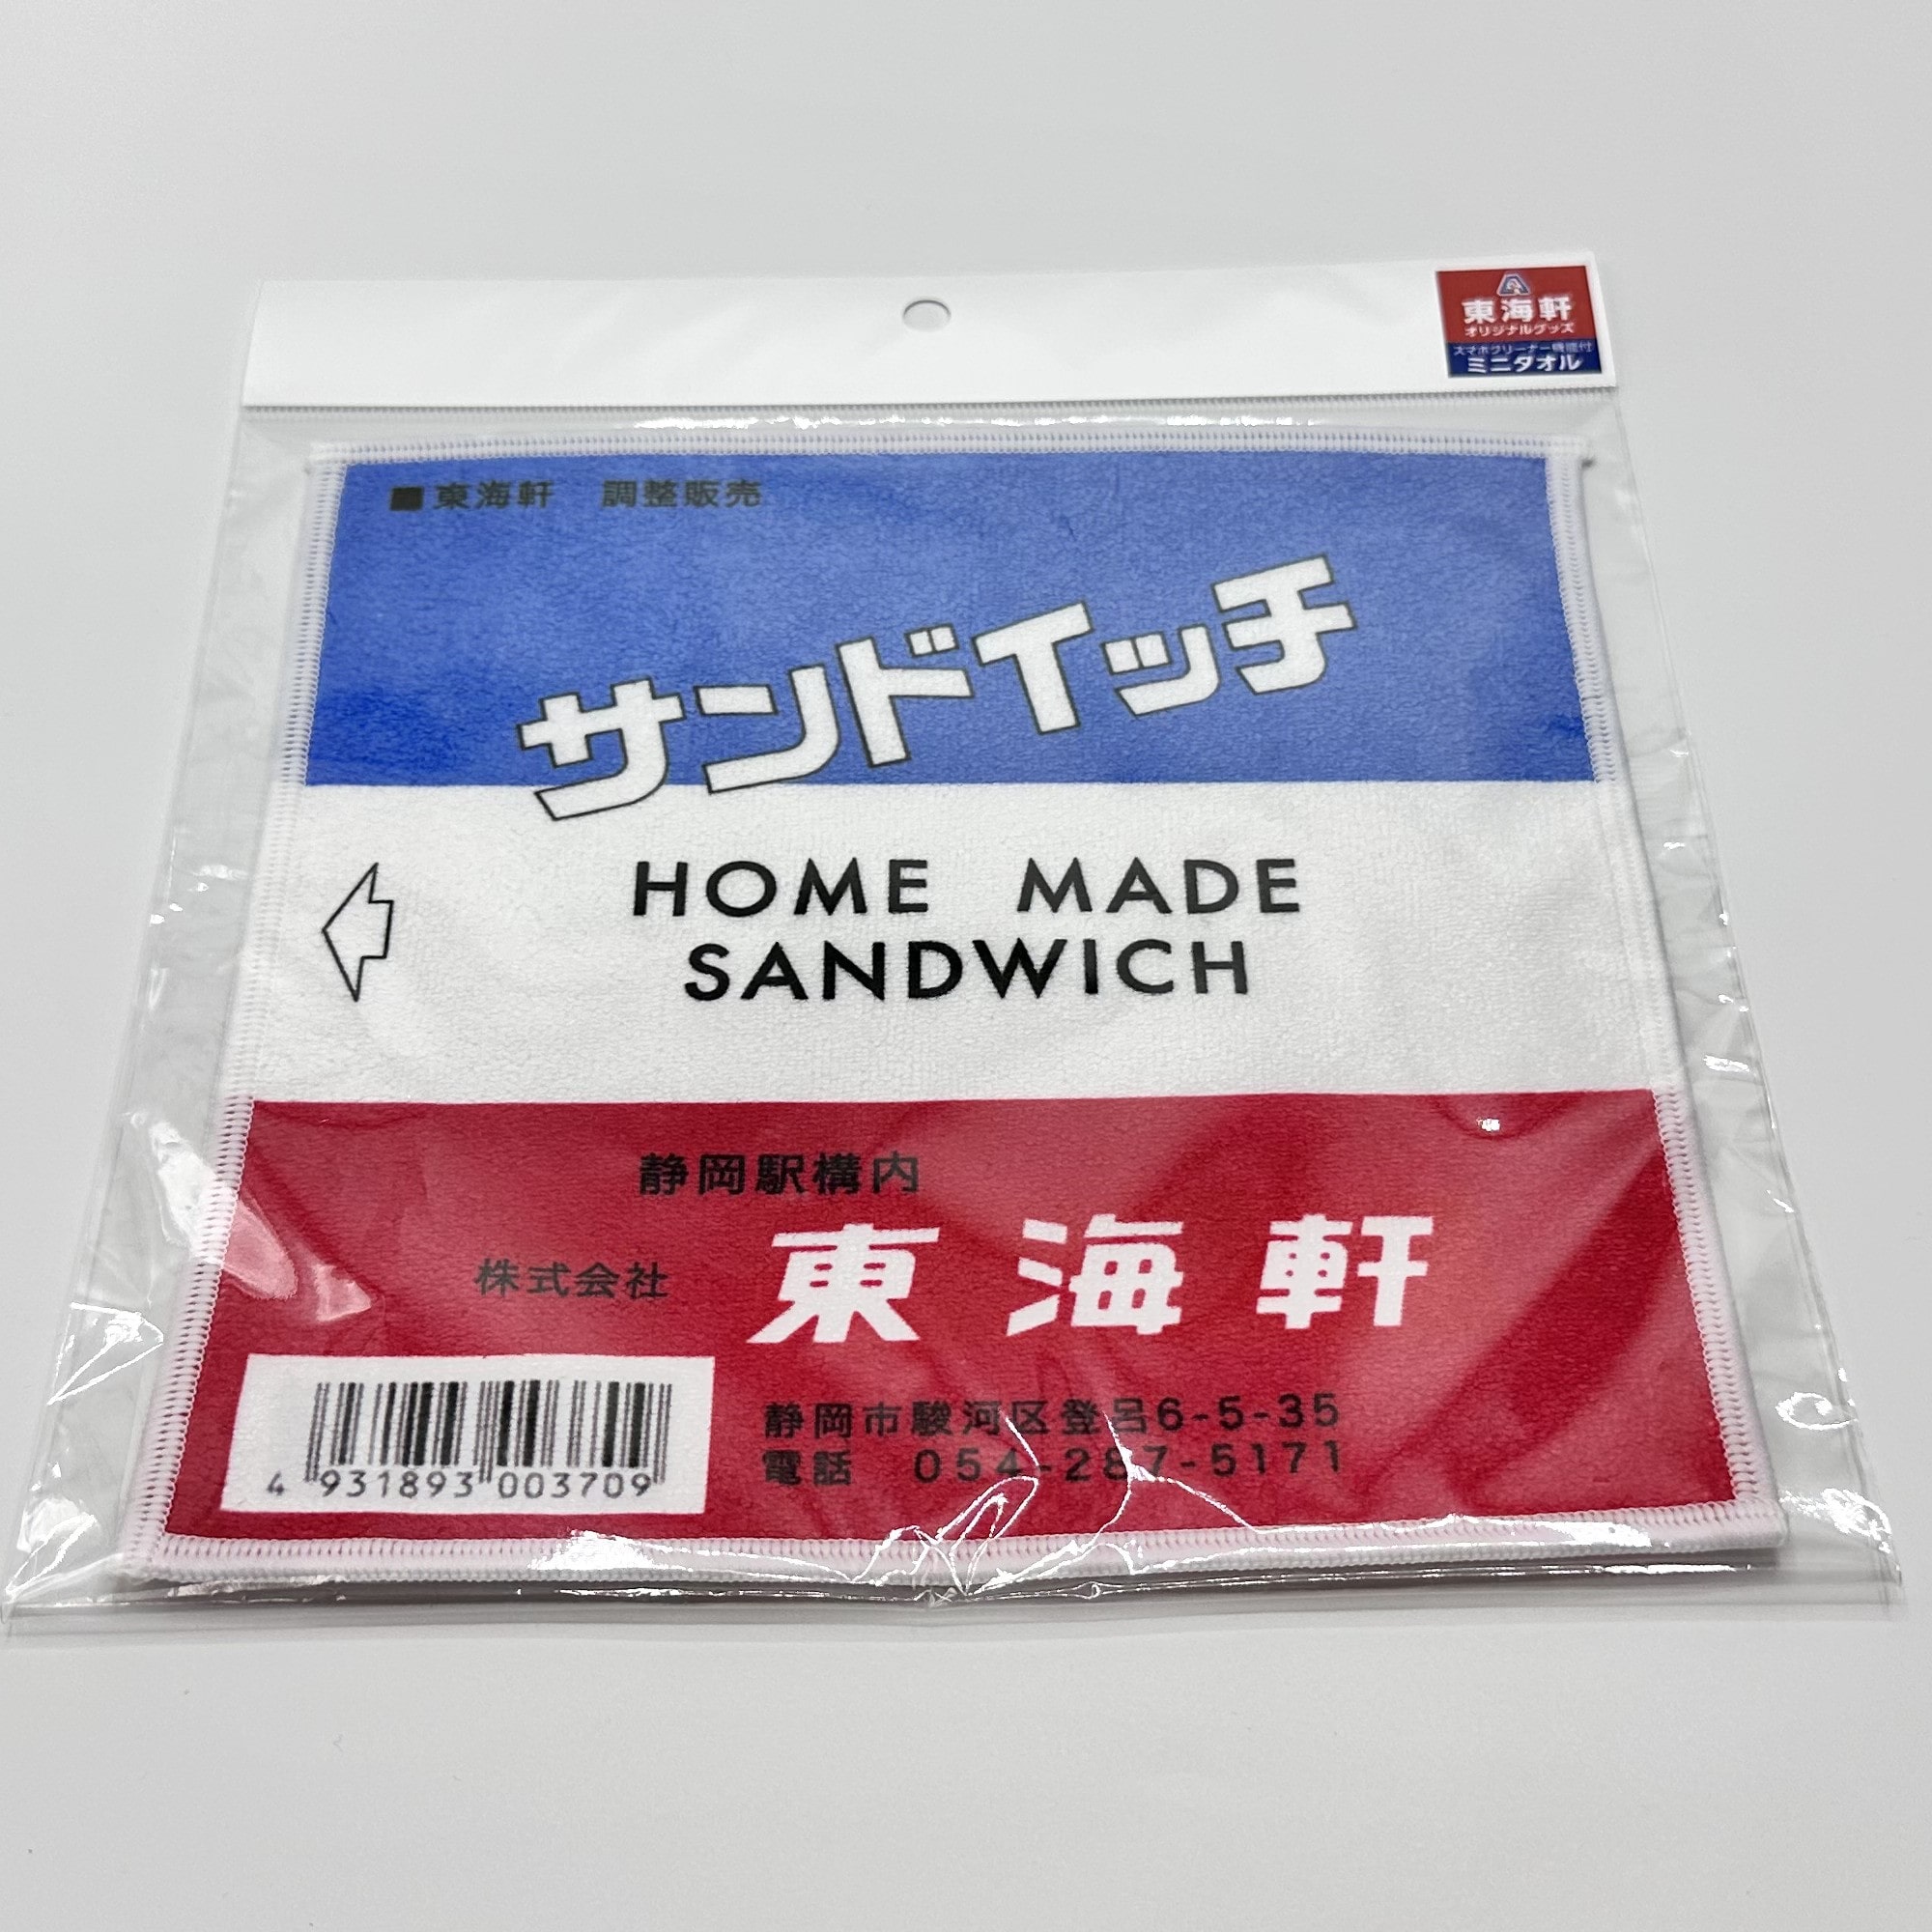 東海軒
オリジナルグッズ
スマホクリーナー機能付
ミニタオル
■東海軒 調整販売
サンドイッチ
HOME MADE
SANDWICH
静岡駅構内
株式会社 東海軒
静岡市駿河区登呂6-5-35
電話 054-287-5171
4 931893 003709